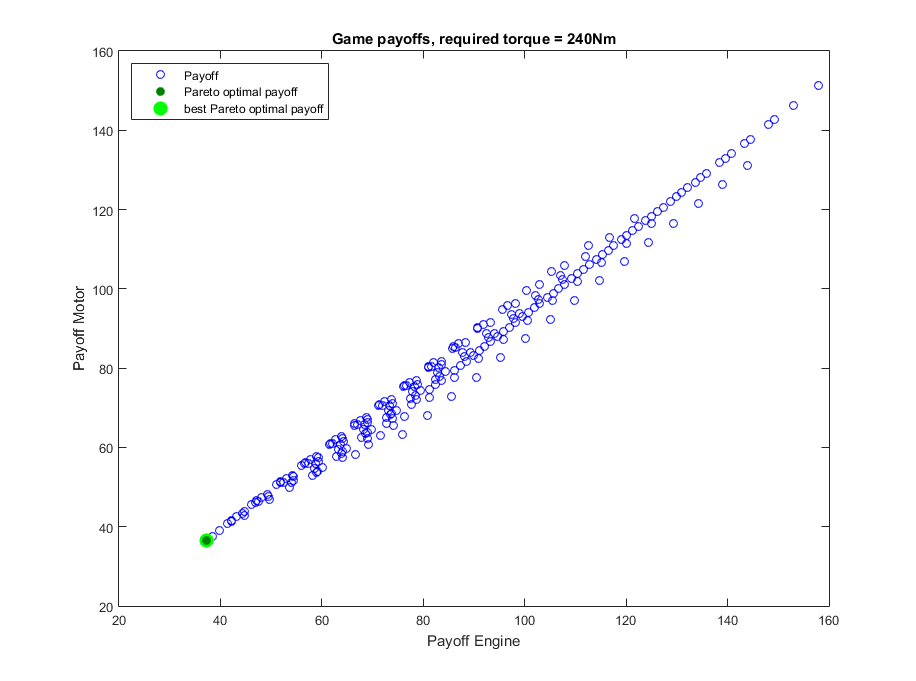 Game payoffs, required torque = 240Nm
Payoff
Pareto optimal payoff
best Pareto optimal payoff
160
140
120
100
80
60
40
20
Payoff Motor
20 40 60 80 100 120 140 160
Payoff Engine